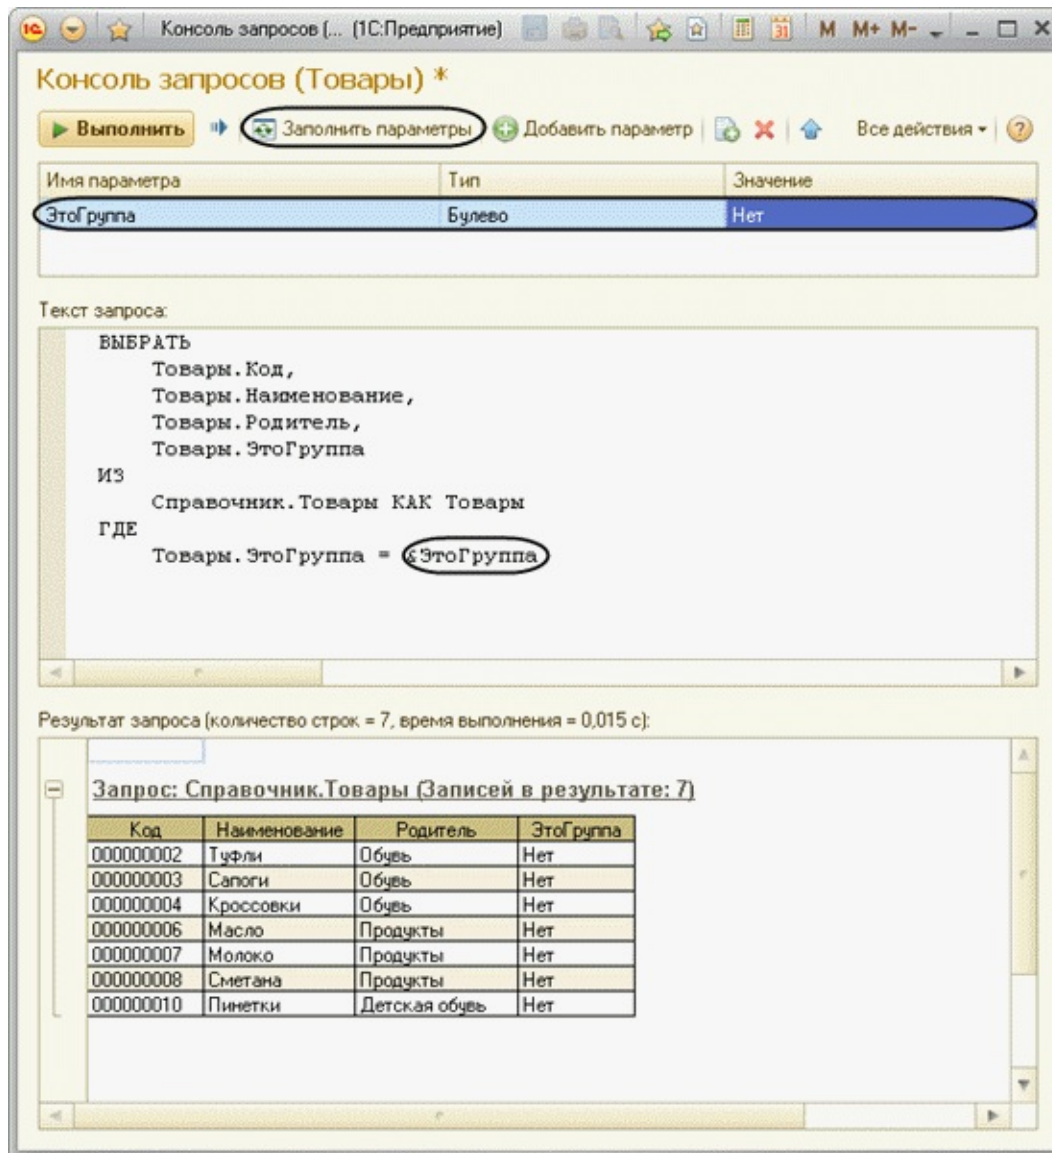 1С Консоль запросов (... (1С:Предприятие) 31 M M+ M-
Консоль запросов (Товары) *
Выполнить Заполнить параметры Добавить параметр Все действия ?
Имя параметра Тип Значение
ЭтоГруппа Булево Нет
Текст запроса:
ВЫБРАТЬ
Товары.Код,
Товары.Наименование,
Товары.Родитель,
Товары.ЭтоГруппа
ИЗ
Справочник.Товары КАК Товары
ГДЕ
Товары.ЭтоГруппа = &ЭтоГруппа
Результат запроса (количество строк = 7, время выполнения = 0,015 с):
Запрос: Справочник.Товары (Записей в результате: 7)
Код Наименование Родитель ЭтоГруппа
000000002 Туфли Обувь Нет
000000003 Сапоги Обувь Нет
000000004 Кроссовки Обувь Нет
000000006 Масло Продукты Нет
000000007 Молоко Продукты Нет
000000008 Сметана Продукты Нет
000000010 Пинетки Детская обувь Нет